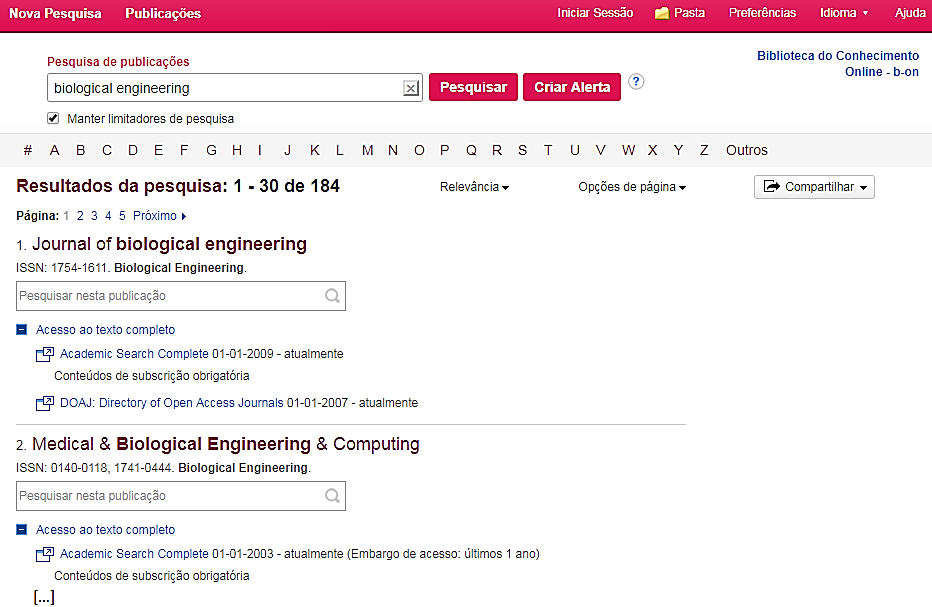 Nova Pesquisa Publicações Iniciar Sessão Pasta Preferências Idioma Ajuda
Pesquisa de publicações
Biblioteca do Conhecimento
Online - b-on
biological engineering Pesquisar Criar Alerta ?
Manter limitadores de pesquisa
# A B C D E F G H I J K L M N O P Q R S T U V W X Y Z Outros
Resultados da pesquisa: 1 - 30 de 184 Relevância Opções de página Compartilhar
Página: 1 2 3 4 5 Próximo
1. Journal of biological engineering
ISSN: 1754-1611. Biological Engineering.
Pesquisar nesta publicação
Acesso ao texto completo
Academic Search Complete 01-01-2009 - atualmente
Conteúdos de subscrição obrigatória
DOAJ: Directory of Open Access Journals 01-01-2007 - atualmente
2. Medical & Biological Engineering & Computing
ISSN: 0140-0118, 1741-0444. Biological Engineering.
Pesquisar nesta publicação
Acesso ao texto completo
Academic Search Complete 01-01-2003 - atualmente (Embargo de acesso: últimos 1 ano)
Conteúdos de subscrição obrigatória
[...]